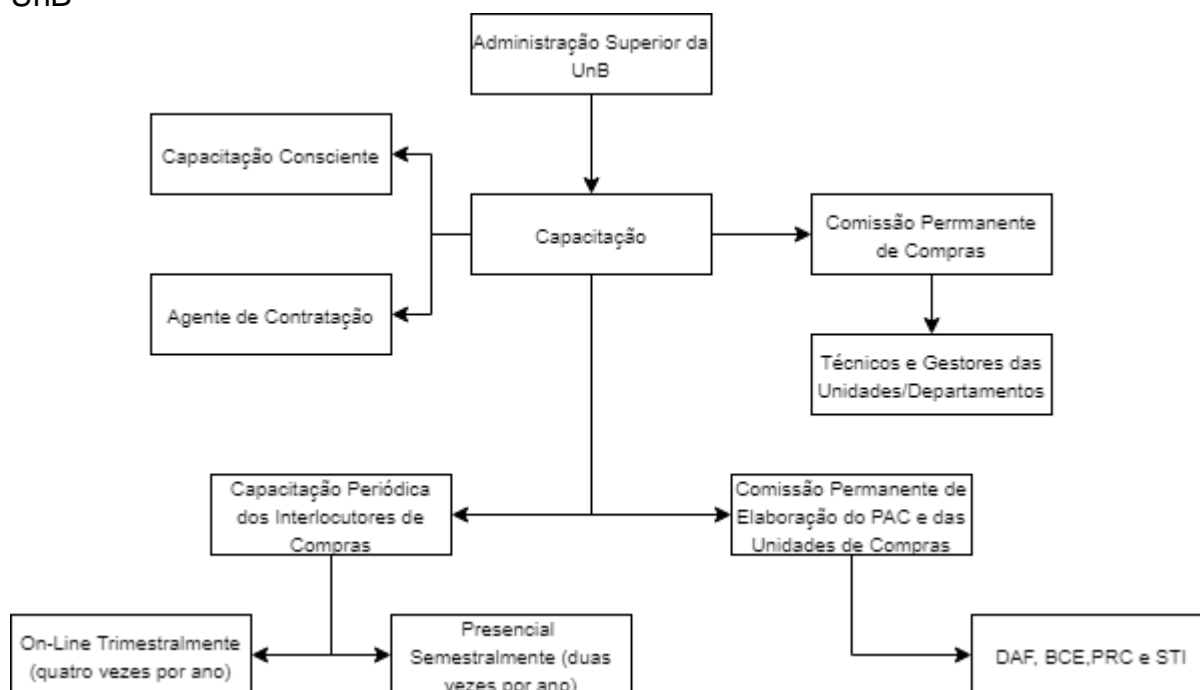 UnB
Administração Superior da
UnB
Capacitação Consciente
Capacitação
Comissão Perrmanente
de Compras
Agente de Contratação
Técnicos e Gestores das
Unidades/Departamentos
Capacitação Periódica
dos Interlocutores de
Compras
Comissão Permanente de
Elaboração do PAC e das
Unidades de Compras
On-Line Trimestralmente
(quatro vezes por ano)
Presencial
Semestralmente (duas
vezes por ano)
DAF, BCE,PRC e STI